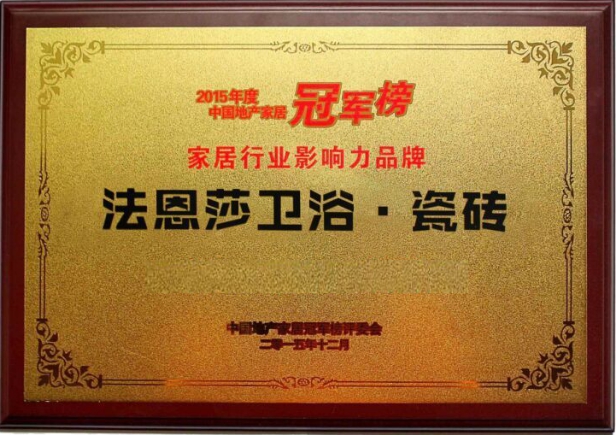 2015年度
中国地产家居 冠军榜
家居行业影响力品牌
法恩莎卫浴·瓷砖
中国地产家居冠军榜评委会
二零一五年十二月